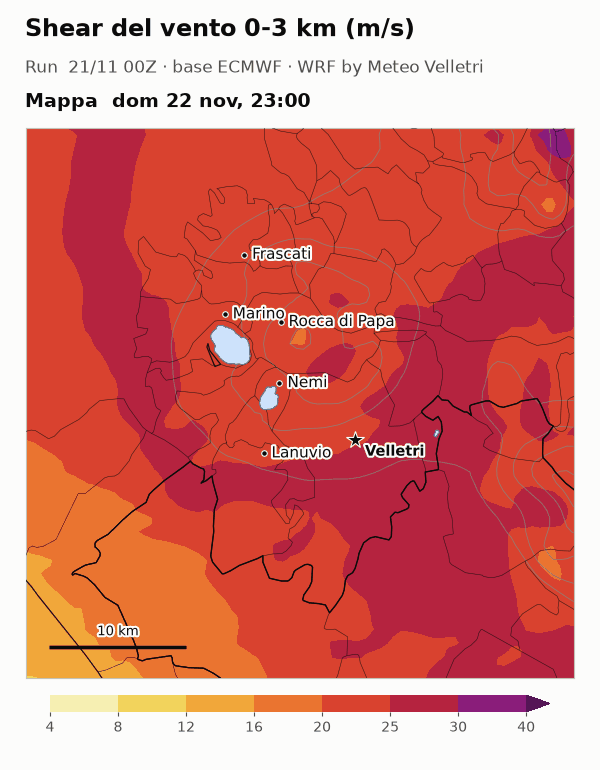 Shear del vento 0-3 km (m/s)
Run  21/11 00Z · base ECMWF · WRF by Meteo Velletri
Mappa  dom 22 nov, 23:00
Frascati
Marino
Rocca di Papa
Nemi
Velletri
Lanuvio
10 km
4 8 12 16 20 25 30 40